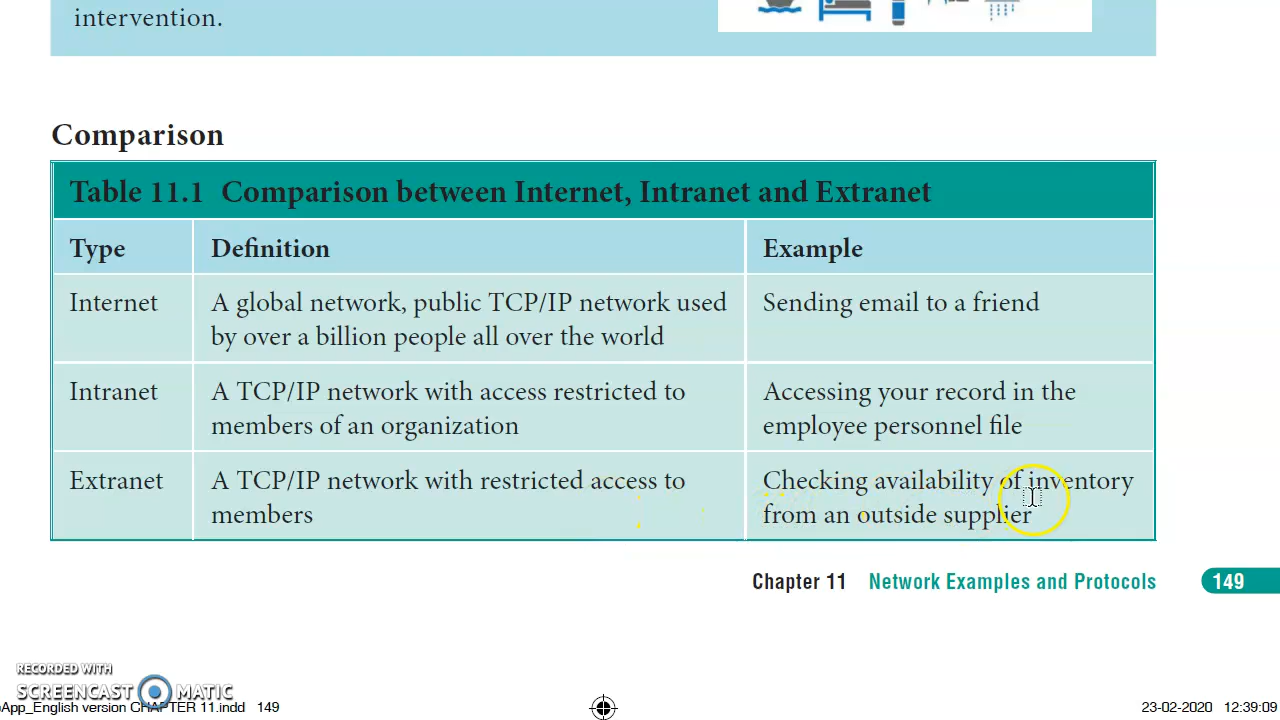 intervention.
Comparison
Table 11.1 Comparison between Internet, Intranet and Extranet
Type
Definition
Example
Internet
A global network, public TCP/IP network used
by over a billion people all over the world
Sending email to a friend
Intranet
A TCP/IP network with access restricted to
members of an organization
Accessing your record in the
employee personnel file
Extranet
A TCP/IP network with restricted access to
members
Checking availability of inventory
from an outside supplier
Chapter 11 Network Examples and Protocols 149
RECORDED WITH
SCREENCAST MATIC
App_English version CHAPTER 11.indd 149
23-02-2020 12:39:09